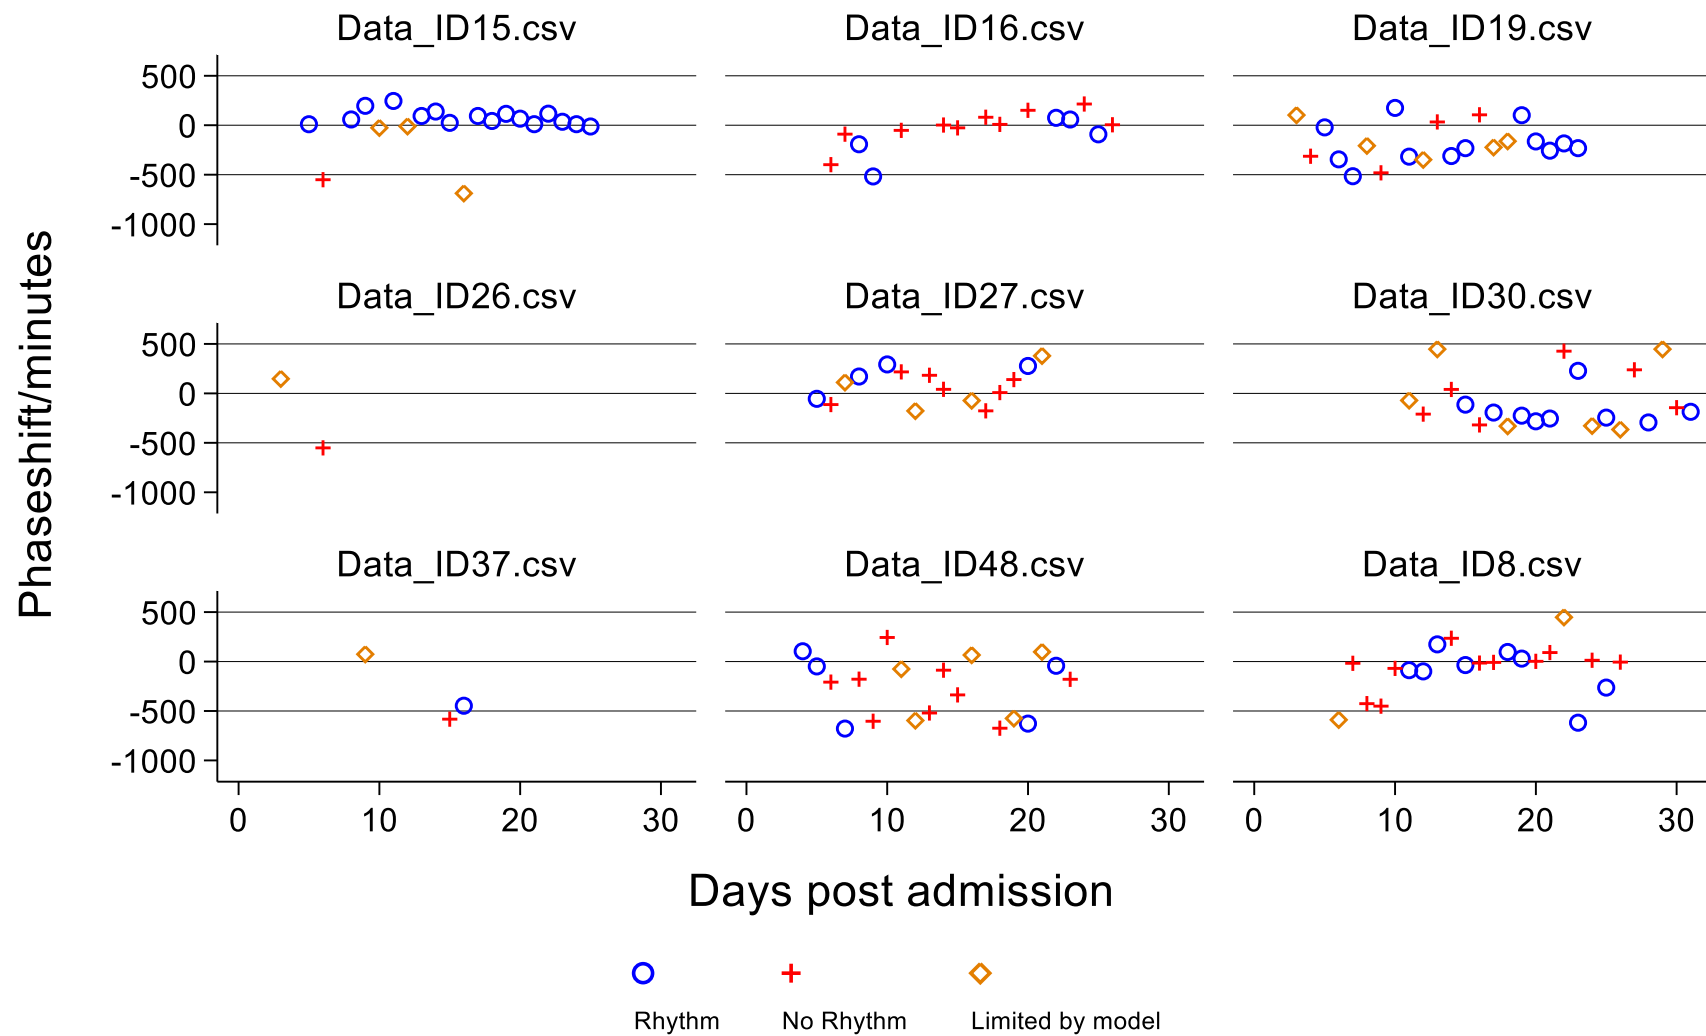 Data_ID15.csv Data_ID16.csv Data_ID19.csv
500
0
-500
-1000
Data_ID26.csv Data_ID27.csv Data_ID30.csv
500
0
-500
-1000
Data_ID37.csv Data_ID48.csv Data_ID8.csv
500
0
-500
-1000
0 10 20 30 0 10 20 30 0 10 20 30
Phaseshift/minutes
Days post admission
Rhythm No Rhythm Limited by model